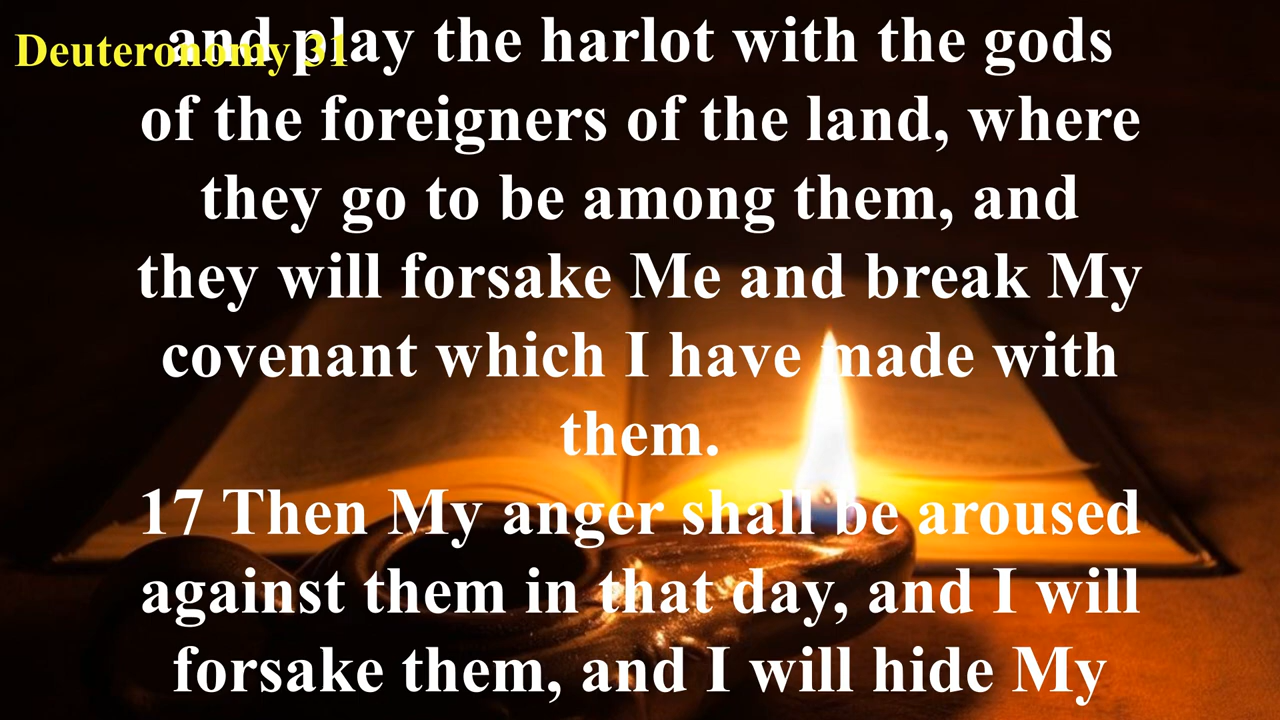 Deuteronomy 31
and play the harlot with the gods
of the foreigners of the land, where
they go to be among them, and
they will forsake Me and break My
covenant which I have made with
them.
17 Then My anger shall be aroused
against them in that day, and I will
forsake them, and I will hide My